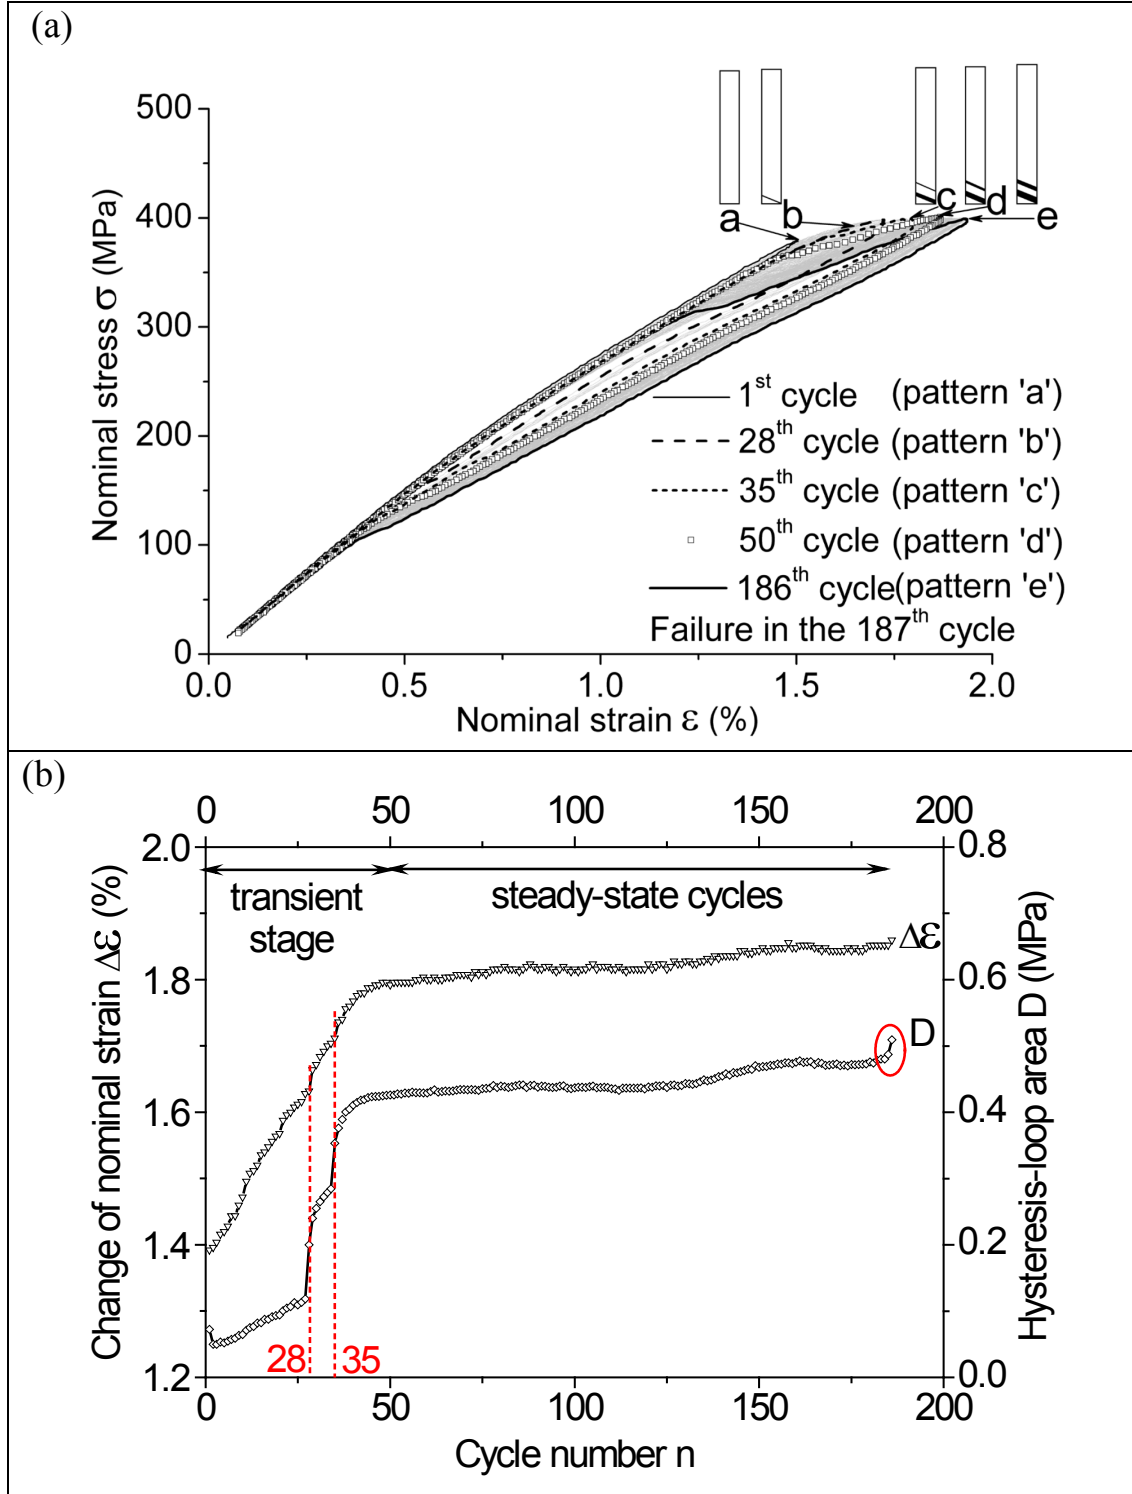 (a)
500
400
300
200
100
0
Nominal stress σ (MPa)
a b c d e
1st cycle (pattern 'a')
28th cycle (pattern 'b')
35th cycle (pattern 'c')
50th cycle (pattern 'd')
186th cycle(pattern 'e')
Failure in the 187th cycle
0.0 0.5 1.0 1.5 2.0
Nominal strain ε (%)
(b)
0 50 100 150 200
2.0
1.8
1.6
1.4
1.2
Change of nominal strain Δε (%)
transient
stage
steady-state cycles
Δε
D
28 35
0.8
0.6
0.4
0.2
0.0
Hysteresis-loop area D (MPa)
0 50 100 150 200
Cycle number n